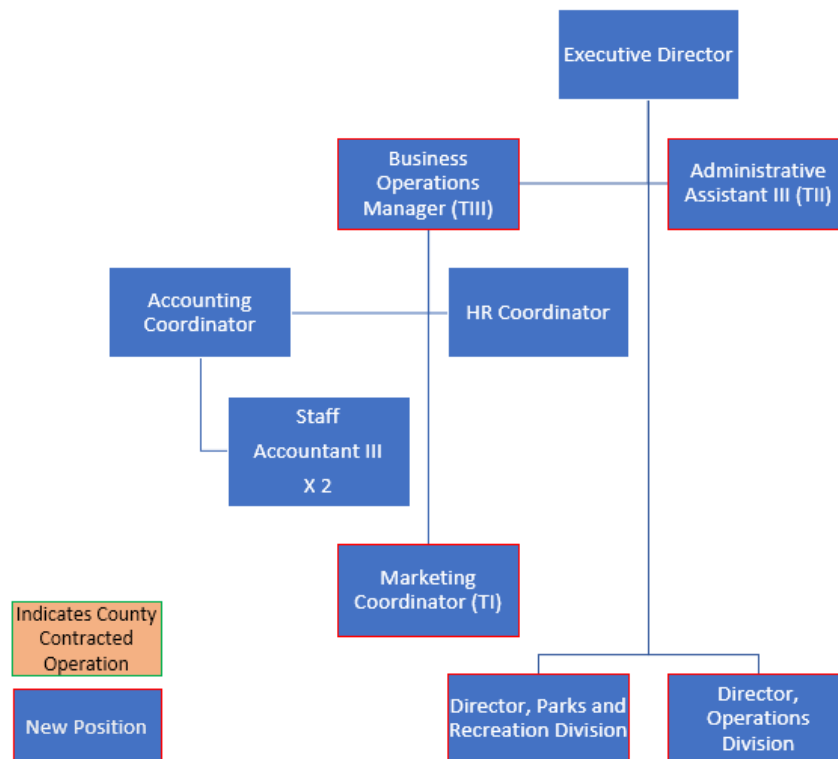 Executive Director
Business
Operations
Manager (TIII)
Administrative
Assistant III (TII)
Accounting
Coordinator
HR Coordinator
Staff
Accountant III
X 2
Marketing
Coordinator (TI)
Indicates County
Contracted
Operation
New Position
Director, Parks and
Recreation Division
Director,
Operations
Division